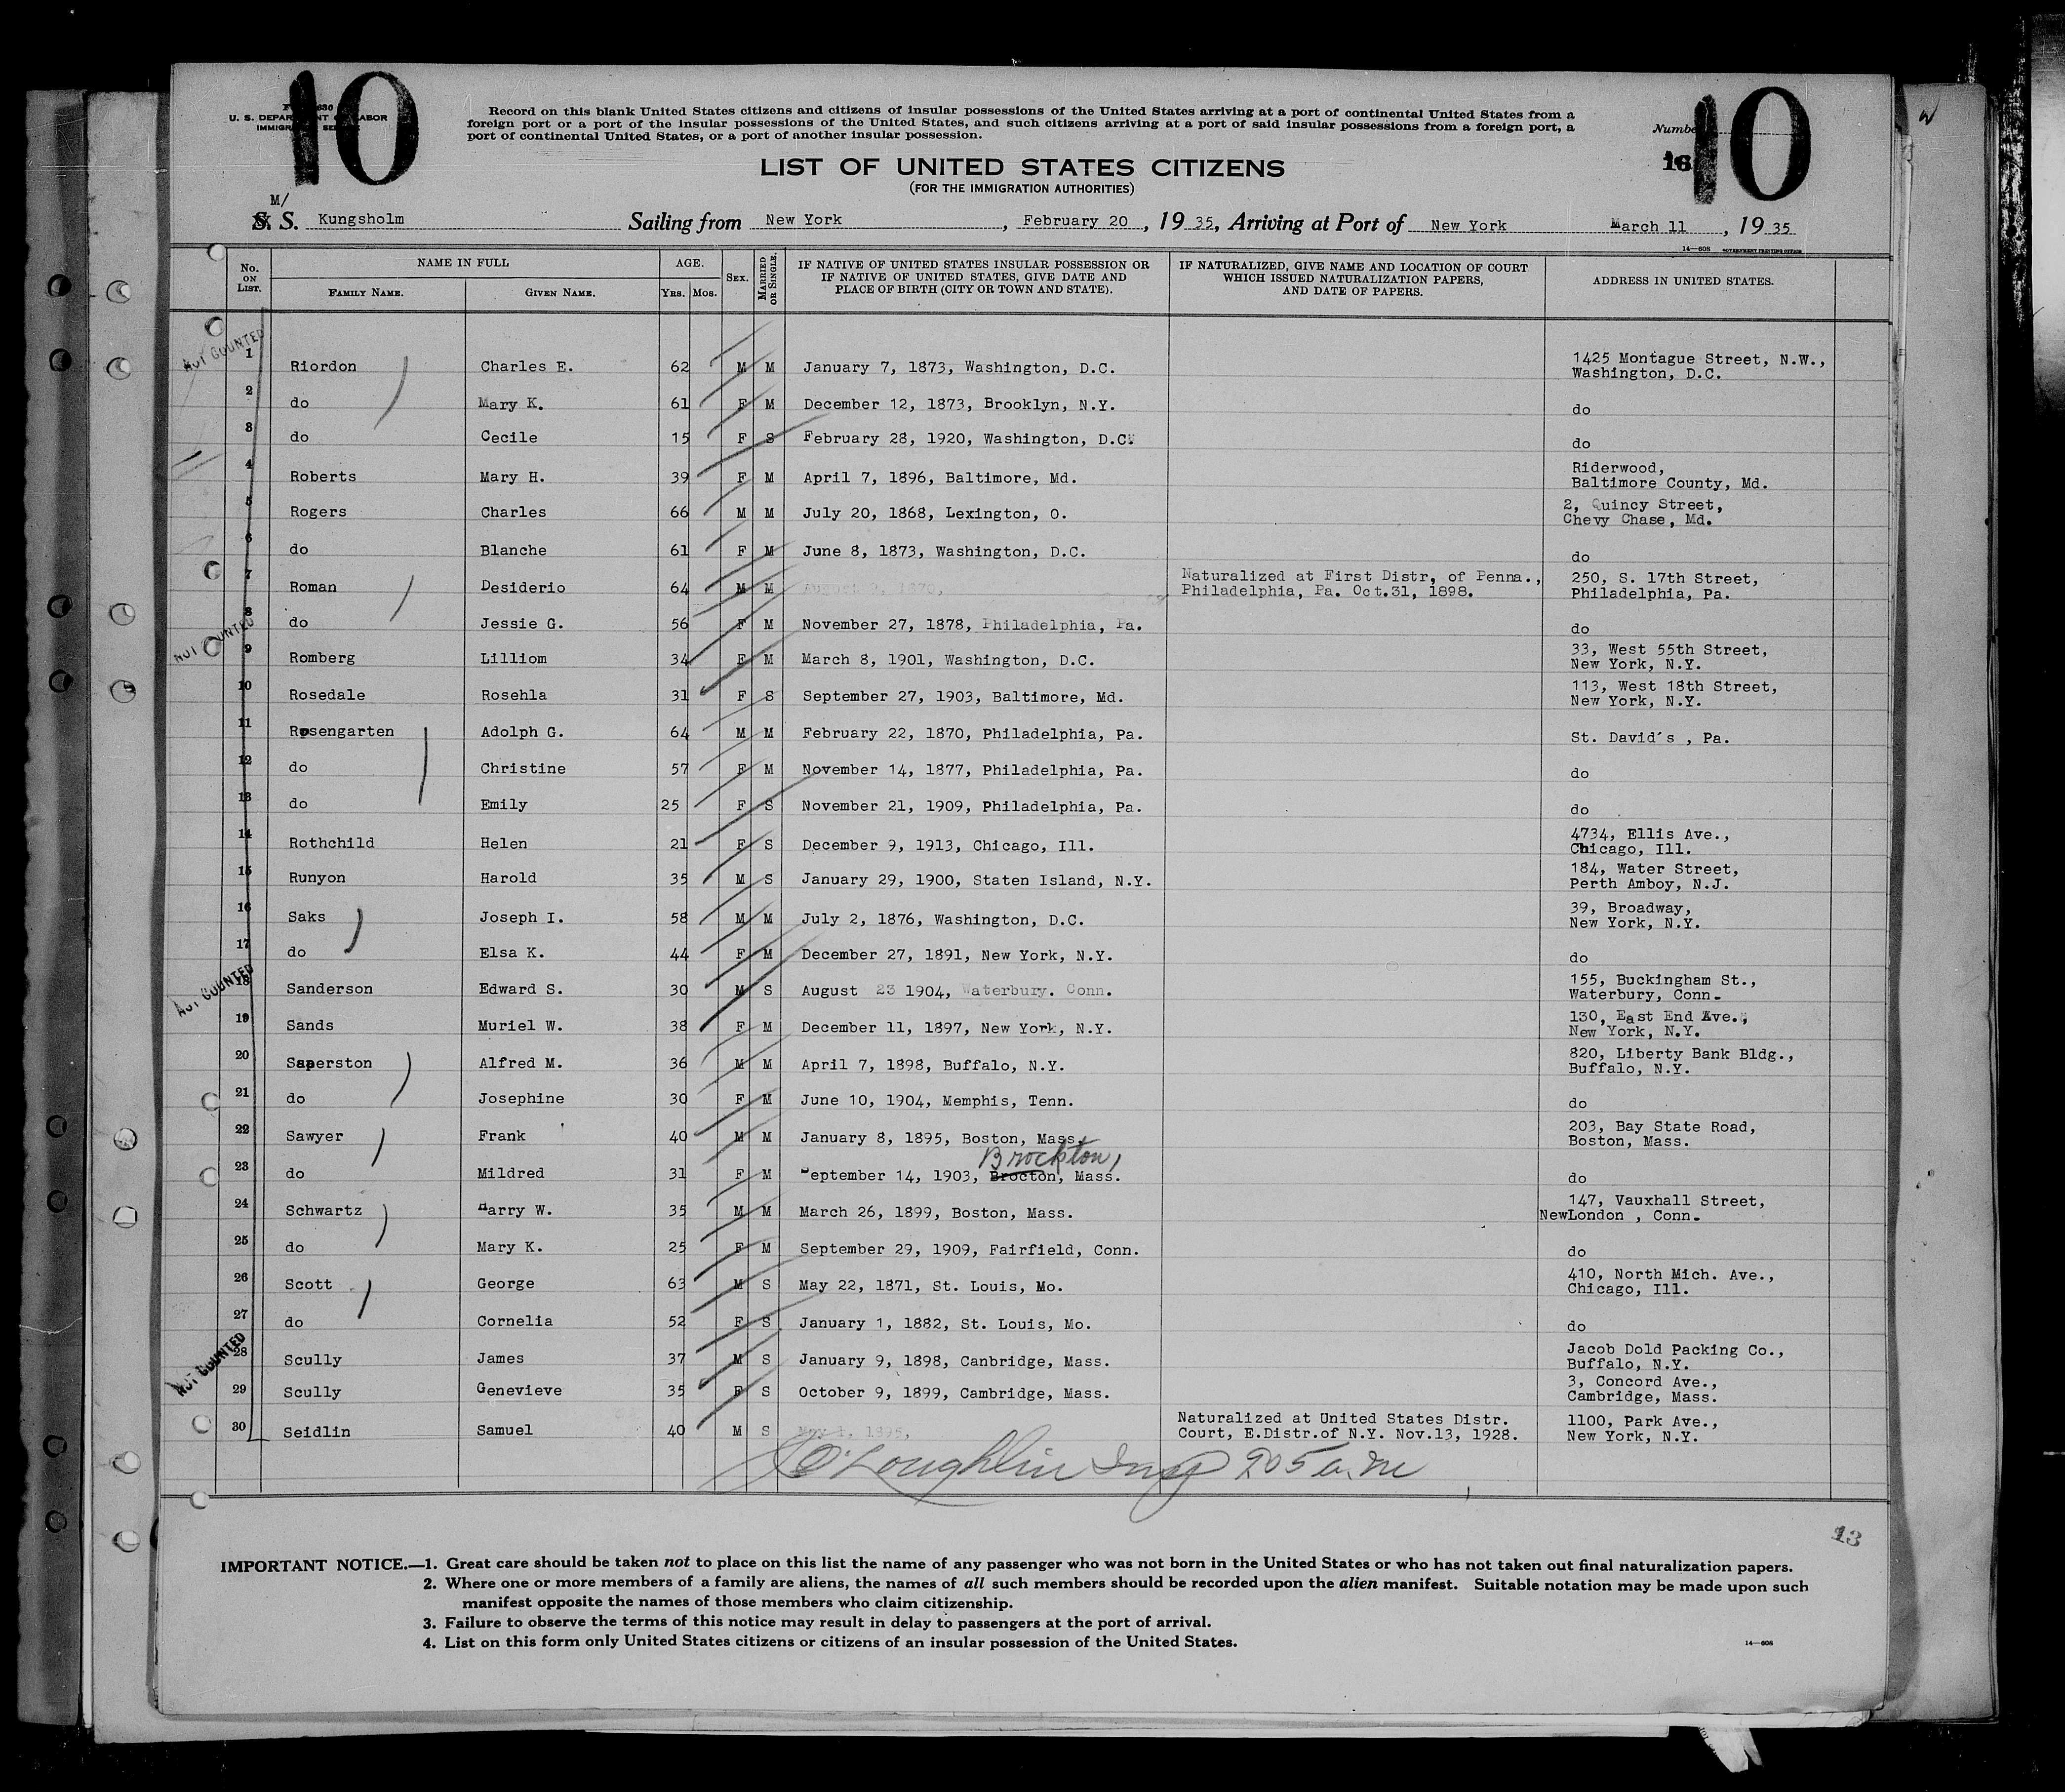 10
10
U. S. DEPARTMENT OF LABOR
IMMIGRATION SERVICE
Record on this blank United States citizens and citizens of insular possessions of the United States arriving at a port of continental United States from a
foreign port or a port of the insular possessions of the United States, and such citizens arriving at a port of said insular possessions from a foreign port, a
port of continental United States, or a port of another insular possession.
Number
16
LIST OF UNITED STATES CITIZENS
(FOR THE IMMIGRATION AUTHORITIES)
M/
S. S. Kungsholm Sailing from New York, February 20, 19 35, Arriving at Port of New York March 11, 19 35
14—608 GOVERNMENT PRINTING OFFICE
No. ON LIST. NAME IN FULL FAMILY NAME. GIVEN NAME. AGE. YRS. MOS. SEX. MARRIED OR SINGLE. IF NATIVE OF UNITED STATES INSULAR POSSESSION OR IF NATIVE OF UNITED STATES, GIVE DATE AND PLACE OF BIRTH (CITY OR TOWN AND STATE). IF NATURALIZED, GIVE NAME AND LOCATION OF COURT WHICH ISSUED NATURALIZATION PAPERS, AND DATE OF PAPERS. ADDRESS IN UNITED STATES.
NOT COUNTED
1 Riordon Charles E. 62 M M January 7, 1873, Washington, D.C. 1425 Montague Street, N.W., Washington, D.C.
2 do Mary K. 61 F M December 12, 1873, Brooklyn, N.Y. do
3 do Cecile 15 F S February 28, 1920, Washington, D.C. do
4 Roberts Mary H. 39 F M April 7, 1896, Baltimore, Md. Riderwood, Baltimore County, Md.
5 Rogers Charles 66 M M July 20, 1868, Lexington, O. 2, Quincy Street, Chevy Chase, Md.
6 do Blanche 61 F M June 8, 1873, Washington, D.C. do
7 Roman Desiderio 64 M M August 9, 1870, Naturalized at First Distr, of Penna., Philadelphia, Pa. Oct.31, 1898. 250, S. 17th Street, Philadelphia, Pa.
8 do Jessie G. 56 F M November 27, 1878, Philadelphia, Pa. do
NOT COUNTED
9 Romberg Lilliom 34 F M March 8, 1901, Washington, D.C. 33, West 55th Street, New York, N.Y.
10 Rosedale Rosehla 31 F S September 27, 1903, Baltimore, Md. 113, West 18th Street, New York, N.Y.
11 Rosengarten Adolph G. 64 M M February 22, 1870, Philadelphia, Pa. St. David's , Pa.
12 do Christine 57 F M November 14, 1877, Philadelphia, Pa. do
13 do Emily 25 F S November 21, 1909, Philadelphia, Pa. do
14 Rothchild Helen 21 F S December 9, 1913, Chicago, Ill. 4734, Ellis Ave., Chicago, Ill.
15 Runyon Harold 35 M S January 29, 1900, Staten Island, N.Y. 184, Water Street, Perth Amboy, N.J.
16 Saks Joseph I. 58 M M July 2, 1876, Washington, D.C. 39, Broadway, New York, N.Y.
17 do Elsa K. 44 F M December 27, 1891, New York, N.Y. do
NOT COUNTED
18 Sanderson Edward S. 30 M S August 23 1904, Waterbury. Conn. 155, Buckingham St., Waterbury, Conn.
19 Sands Muriel W. 38 F M December 11, 1897, New York, N.Y. 130, East End Ave., New York, N.Y.
20 Saperston Alfred M. 36 M M April 7, 1898, Buffalo, N.Y. 820, Liberty Bank Bldg., Buffalo, N.Y.
21 do Josephine 30 F M June 10, 1904, Memphis, Tenn. do
22 Sawyer Frank 40 M M January 8, 1895, Boston, Mass. 203, Bay State Road, Boston, Mass.
Brockton,
23 do Mildred 31 F M September 14, 1903, Brocton, Mass. do
24 Schwartz Harry W. 35 M M March 26, 1899, Boston, Mass. 147, Vauxhall Street, NewLondon , Conn.
25 do Mary K. 25 F M September 29, 1909, Fairfield, Conn. do
26 Scott George 63 M S May 22, 1871, St. Louis, Mo. 410, North Mich. Ave., Chicago, Ill.
27 do Cornelia 52 F S January 1, 1882, St. Louis, Mo. do
NOT COUNTED
28 Scully James 37 M S January 9, 1898, Canbridge, Mass. Jacob Dold Packing Co., Buffalo, N.Y.
29 Scully Genevieve 35 F S October 9, 1899, Cambridge, Mass. 3, Concord Ave., Cambridge, Mass.
30 Seidlin Samuel 40 M S May 1, 1895, Naturalized at United States Distr. Court, E.Distr.of N.Y. Nov.13, 1928. 1100, Park Ave., New York, N.Y.
O'Loughlin Insp 205 a.m
13
IMPORTANT NOTICE.—1. Great care should be taken not to place on this list the name of any passenger who was not born in the United States or who has not taken out final naturalization papers.
2. Where one or more members of a family are aliens, the names of all such members should be recorded upon the alien manifest. Suitable notation may be made upon such
manifest opposite the names of those members who claim citizenship.
3. Failure to observe the terms of this notice may result in delay to passengers at the port of arrival.
4. List on this form only United States citizens or citizens of an insular possession of the United States.
14—608